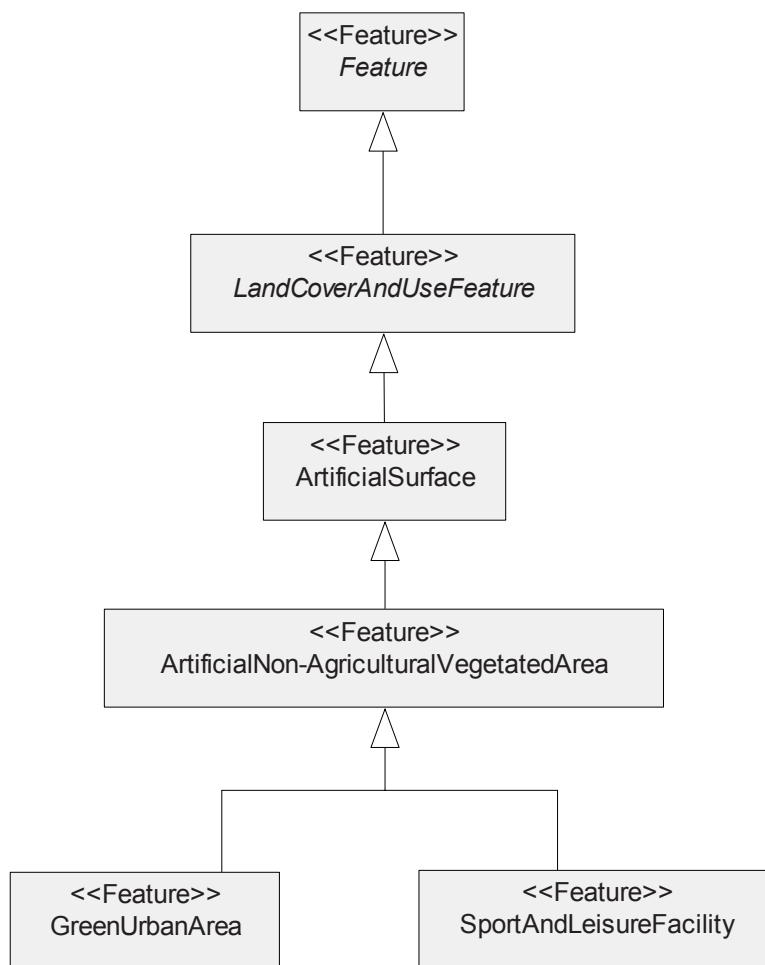 <<Feature>>
Feature
<<Feature>>
LandCoverAndUseFeature
<<Feature>>
ArtificialSurface
<<Feature>>
ArtificialNon-AgriculturalVegetatedArea
<<Feature>>
GreenUrbanArea
<<Feature>>
SportAndLeisureFacility